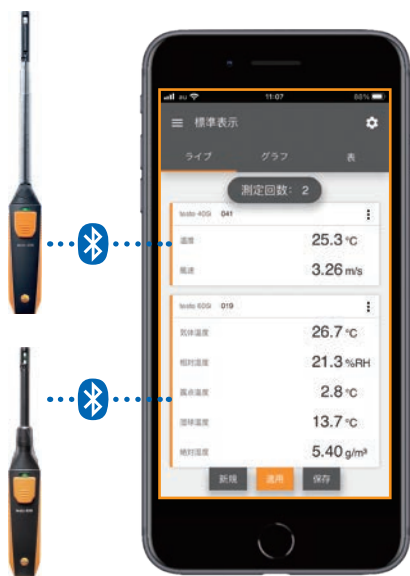 au 11:07 66%
標準表示
ライブ グラフ 表
測定回数: 2
testo 405i 041
温度 25.3 °C
風速 3.26 m/s
testo 605i 019
気体温度 26.7 °C
相対湿度 21.3 %RH
露点温度 2.8 °C
湿球温度 13.7 °C
絶対湿度 5.40 g/m³
新規 適用 保存